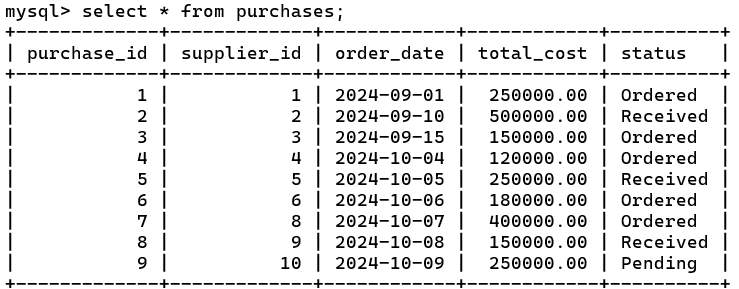 mysql> select * from purchases;
+-------------+-------------+------------+------------+----------+
| purchase_id | supplier_id | order_date | total_cost | status   |
+-------------+-------------+------------+------------+----------+
|           1 |           1 | 2024-09-01 |  250000.00 | Ordered  |
|           2 |           2 | 2024-09-10 |  500000.00 | Received |
|           3 |           3 | 2024-09-15 |  150000.00 | Ordered  |
|           4 |           4 | 2024-10-04 |  120000.00 | Ordered  |
|           5 |           5 | 2024-10-05 |  250000.00 | Received |
|           6 |           6 | 2024-10-06 |  180000.00 | Ordered  |
|           7 |           8 | 2024-10-07 |  400000.00 | Ordered  |
|           8 |           9 | 2024-10-08 |  150000.00 | Received |
|           9 |          10 | 2024-10-09 |  250000.00 | Pending  |
+-------------+-------------+------------+------------+----------+